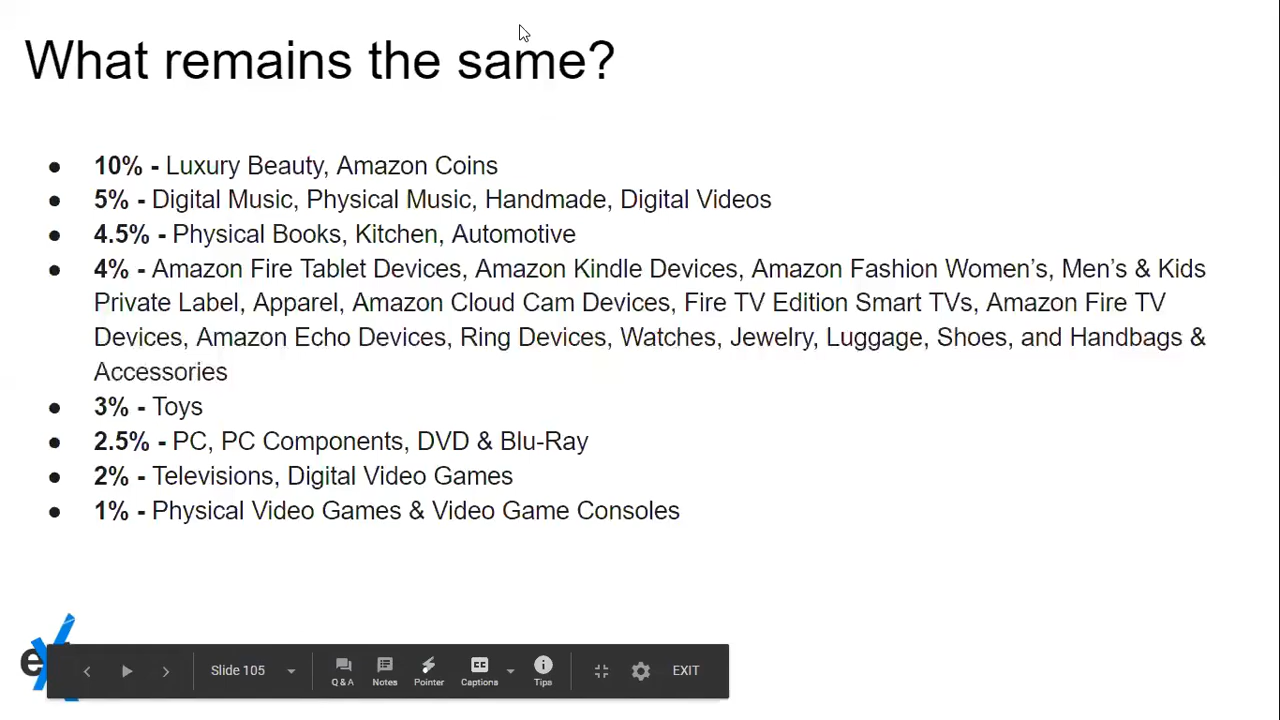 What remains the same?
● 10% - Luxury Beauty, Amazon Coins
● 5% - Digital Music, Physical Music, Handmade, Digital Videos
● 4.5% - Physical Books, Kitchen, Automotive
● 4% - Amazon Fire Tablet Devices, Amazon Kindle Devices, Amazon Fashion Women’s, Men’s & Kids
Private Label, Apparel, Amazon Cloud Cam Devices, Fire TV Edition Smart TVs, Amazon Fire TV
Devices, Amazon Echo Devices, Ring Devices, Watches, Jewelry, Luggage, Shoes, and Handbags &
Accessories
● 3% - Toys
● 2.5% - PC, PC Components, DVD & Blu-Ray
● 2% - Televisions, Digital Video Games
● 1% - Physical Video Games & Video Game Consoles
Slide 105
Q & A
Notes
Pointer
CC
Captions
Tips
EXIT